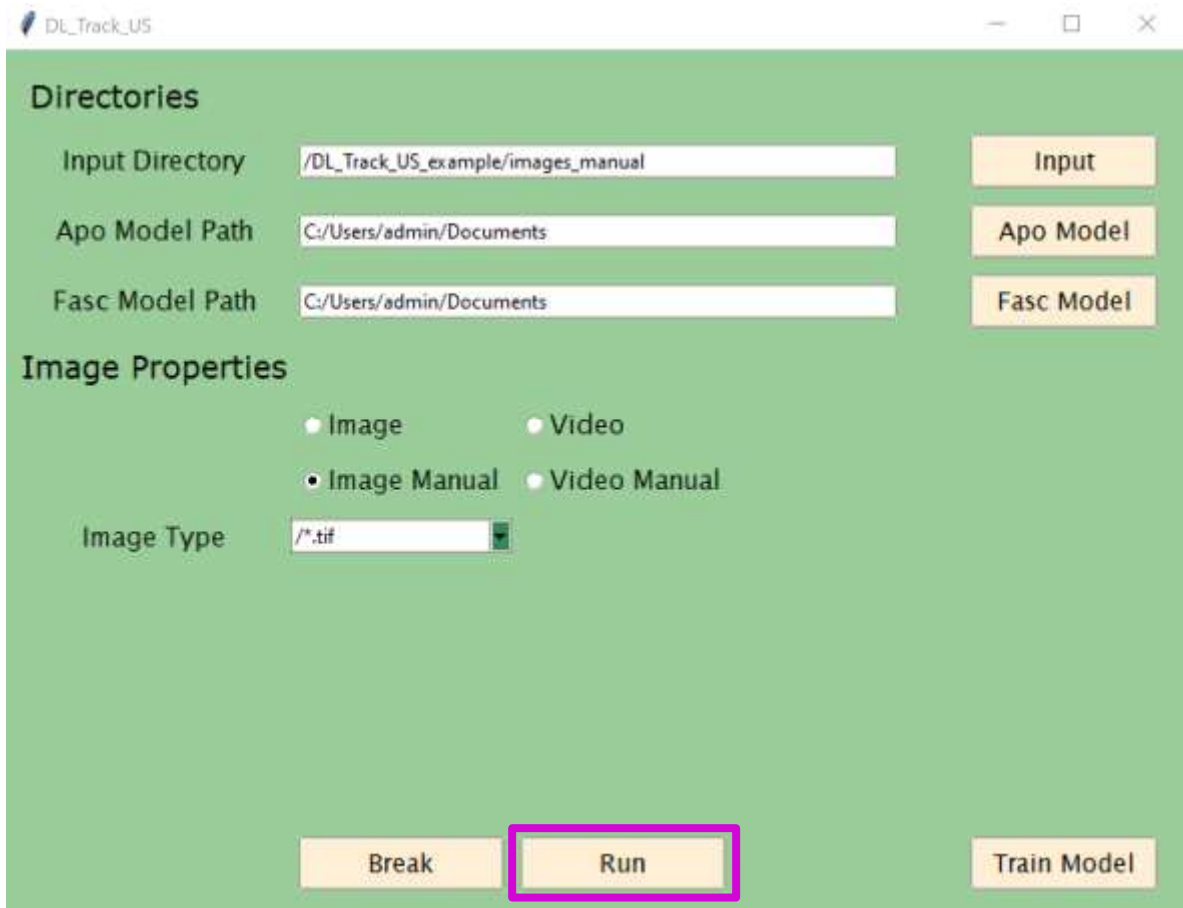 DL_Track_US
Directories
Input Directory /DL_Track_US_example/images_manual Input
Apo Model Path C:/Users/admin/Documents Apo Model
Fasc Model Path C:/Users/admin/Documents Fasc Model
Image Properties
Image Video
Image Manual Video Manual
Image Type /*.tif
Break Run Train Model